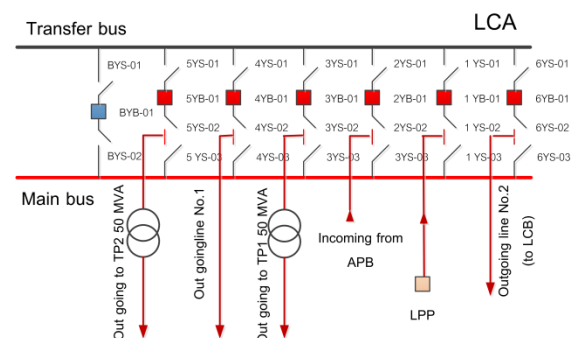 Transfer bus
LCA
BYS-01
5YS-01
4YS-01
3YS-01
2YS-01
1 YS-01
6YS-01
BYB-01
5YB-01
4YB-01
3YB-01
2YB-01
1 YB-01
6YB-01
5YS-02
4YS-02
3YS-02
2YS-02
1 YS-02
6YS-02
BYS-02
5 YS-03
4YS-03
3YS-03
3YS-03
1 YS-03
6YS-03
Main bus
Out going to TP2 50 MVA
Out goingline No.1
Out going to TP1 50 MVA
Incoming from
APB
LPP
Outgoing line No.2
(to LCB)